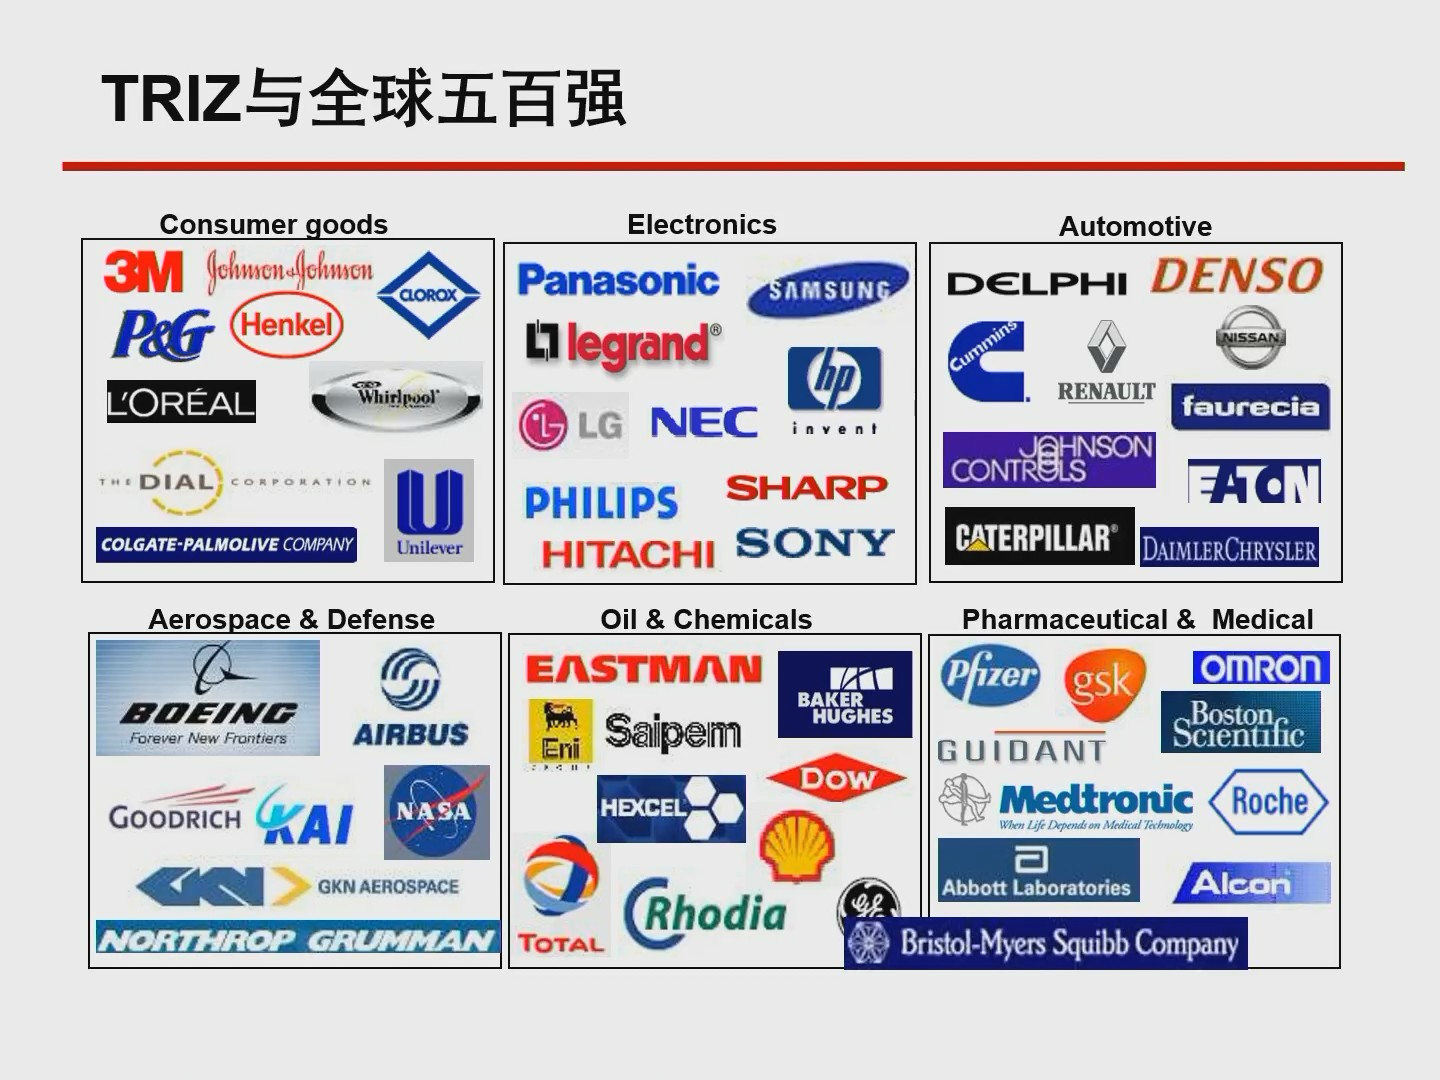 TRIZ与全球五百强
Consumer goods
3M
Johnson & Johnson
CLOROX
P&G
Henkel
L'ORÉAL
Whirlpool
THE DIAL CORPORATION
Unilever
COLGATE-PALMOLIVE COMPANY
Electronics
Panasonic
SAMSUNG
legrand®
hp
invent
LG
NEC
PHILIPS
SHARP
HITACHI
SONY
Automotive
DELPHI
DENSO
Cummins
RENAULT
NISSAN
faurecia
JOHNSON
CONTROLS
EATON
CATERPILLAR®
DAIMLERCHRYSLER
Aerospace & Defense
BOEING
Forever New Frontiers
AIRBUS
GOODRICH
KAI
NASA
GKN
GKN AEROSPACE
NORTHROP GRUMMAN
Oil & Chemicals
EASTMAN
BAKER
HUGHES
Eni
Saipem
DOW
HEXCEL
TOTAL
Rhodia
GE
Pharmaceutical & Medical
Pfizer
gsk
OMRON
GUIDANT
Boston
Scientific
Medtronic
When Life Depends on Medical Technology
Roche
Abbott Laboratories
Alcon
Bristol-Myers Squibb Company